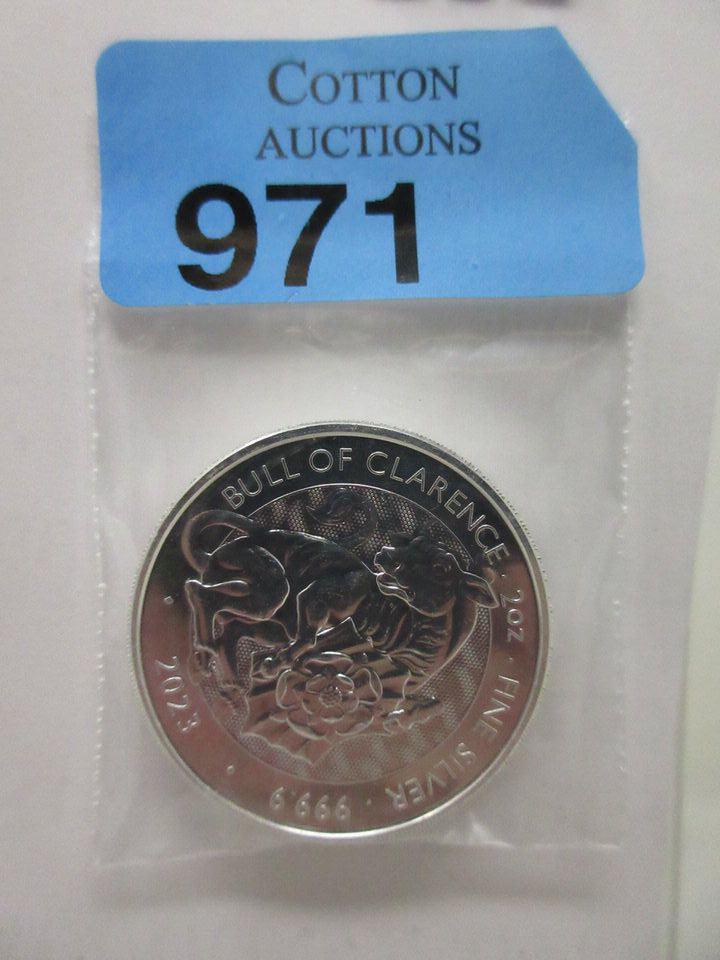 COTTON
AUCTIONS
971
BULL OF CLARENCE · 2OZ · FINE SILVER · 999.9 · 2023 ·